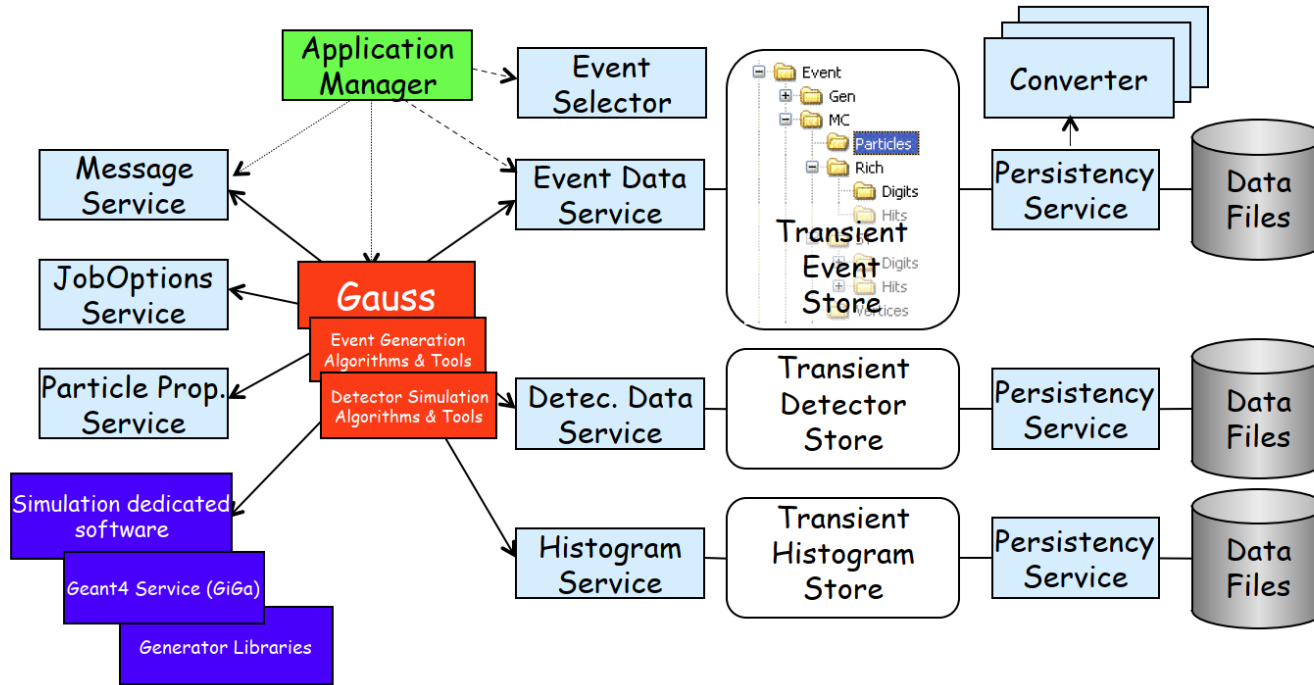 Application
Manager
Event
Selector
Converter
Event
Gen
MC
Particles
Rich
Digits
Hits
Digits
Hits
Vertices
Transient
Event
Store
Message
Service
Event Data
Service
Persistency
Service
Data
Files
JobOptions
Service
Gauss
Event Generation
Algorithms & Tools
Detector Simulation
Algorithms & Tools
Particle Prop.
Service
Detec. Data
Service
Transient
Detector
Store
Persistency
Service
Data
Files
Simulation dedicated
software
Geant4 Service (GiGa)
Generator Libraries
Histogram
Service
Transient
Histogram
Store
Persistency
Service
Data
Files